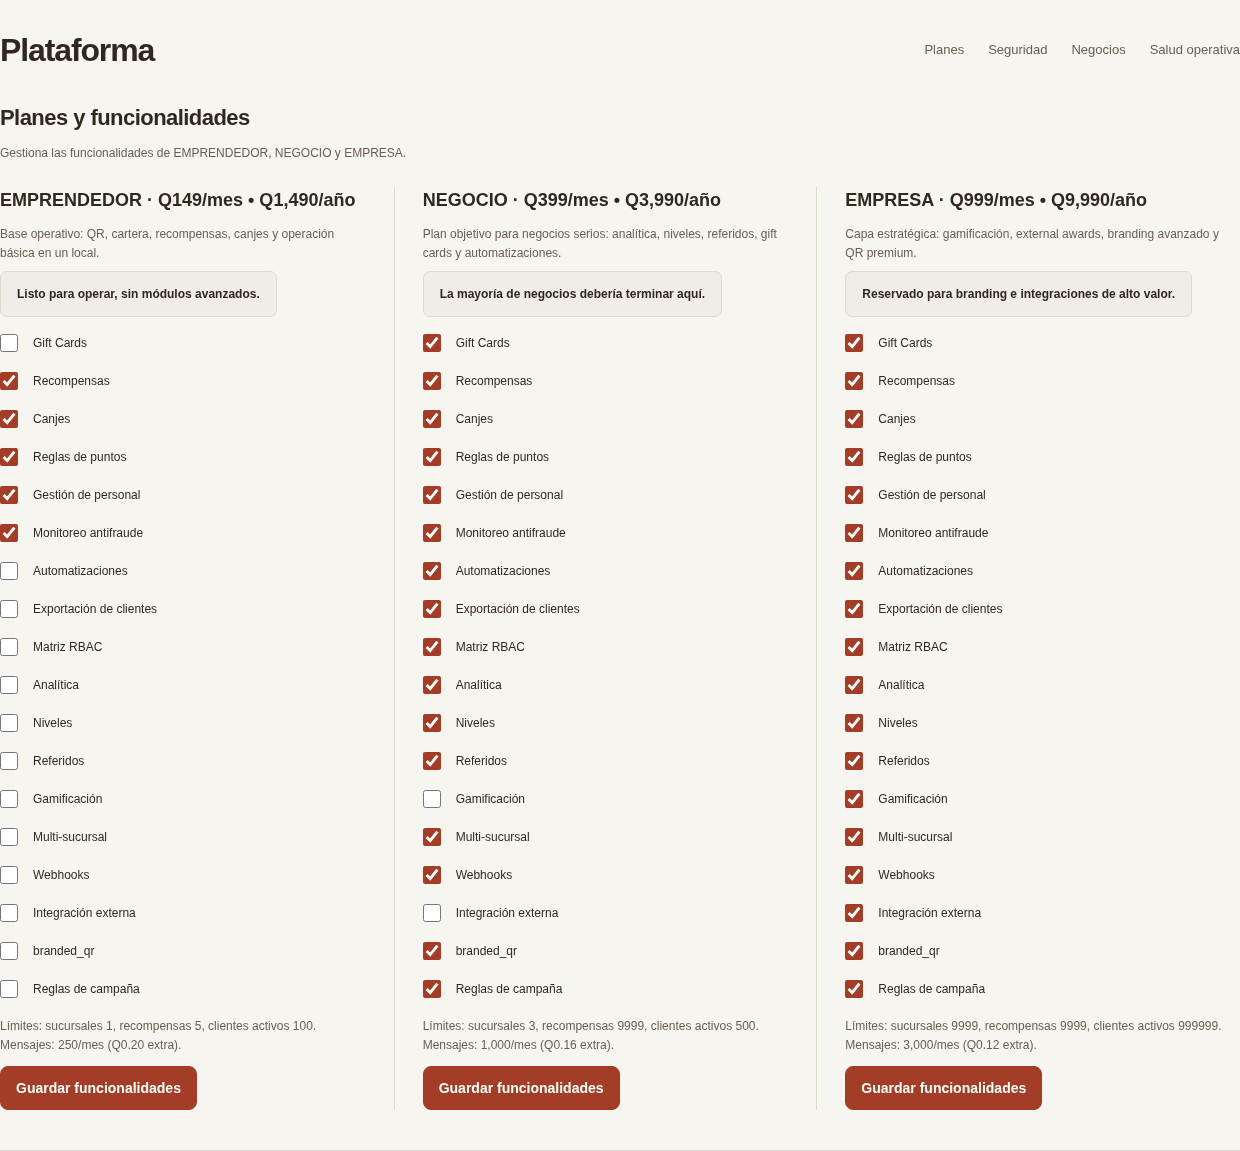 Plataforma
Planes Seguridad Negocios Salud operativa
Planes y funcionalidades
Gestiona las funcionalidades de EMPRENDEDOR, NEGOCIO y EMPRESA.
EMPRENDEDOR · Q149/mes • Q1,490/año
Base operativo: QR, cartera, recompensas, canjes y operación
básica en un local.
Listo para operar, sin módulos avanzados.
Gift Cards
Recompensas
Canjes
Reglas de puntos
Gestión de personal
Monitoreo antifraude
Automatizaciones
Exportación de clientes
Matriz RBAC
Analítica
Niveles
Referidos
Gamificación
Multi-sucursal
Webhooks
Integración externa
branded_qr
Reglas de campaña
Límites: sucursales 1, recompensas 5, clientes activos 100.
Mensajes: 250/mes (Q0.20 extra).
Guardar funcionalidades
NEGOCIO · Q399/mes • Q3,990/año
Plan objetivo para negocios serios: analítica, niveles, referidos, gift
cards y automatizaciones.
La mayoría de negocios debería terminar aquí.
Gift Cards
Recompensas
Canjes
Reglas de puntos
Gestión de personal
Monitoreo antifraude
Automatizaciones
Exportación de clientes
Matriz RBAC
Analítica
Niveles
Referidos
Gamificación
Multi-sucursal
Webhooks
Integración externa
branded_qr
Reglas de campaña
Límites: sucursales 3, recompensas 9999, clientes activos 500.
Mensajes: 1,000/mes (Q0.16 extra).
Guardar funcionalidades
EMPRESA · Q999/mes • Q9,990/año
Capa estratégica: gamificación, external awards, branding avanzado y
QR premium.
Reservado para branding e integraciones de alto valor.
Gift Cards
Recompensas
Canjes
Reglas de puntos
Gestión de personal
Monitoreo antifraude
Automatizaciones
Exportación de clientes
Matriz RBAC
Analítica
Niveles
Referidos
Gamificación
Multi-sucursal
Webhooks
Integración externa
branded_qr
Reglas de campaña
Límites: sucursales 9999, recompensas 9999, clientes activos 999999.
Mensajes: 3,000/mes (Q0.12 extra).
Guardar funcionalidades